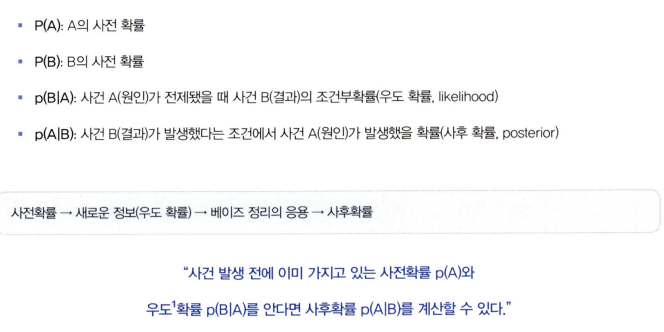 ▪ P(A): A의 사전 확률
▪ P(B): B의 사전 확률
▪ p(B|A): 사건 A(원인)가 전제됐을 때 사건 B(결과)의 조건부확률(우도 확률, likelihood)
▪ p(A|B): 사건 B(결과)가 발생했다는 조건에서 사건 A(원인)가 발생했을 확률(사후 확률, posterior)
사전확률 → 새로운 정보(우도 확률) → 베이즈 정리의 응용 → 사후확률
“사건 발생 전에 이미 가지고 있는 사전확률 p(A)와
우도¹확률 p(B|A)를 안다면 사후확률 p(A|B)를 계산할 수 있다.”